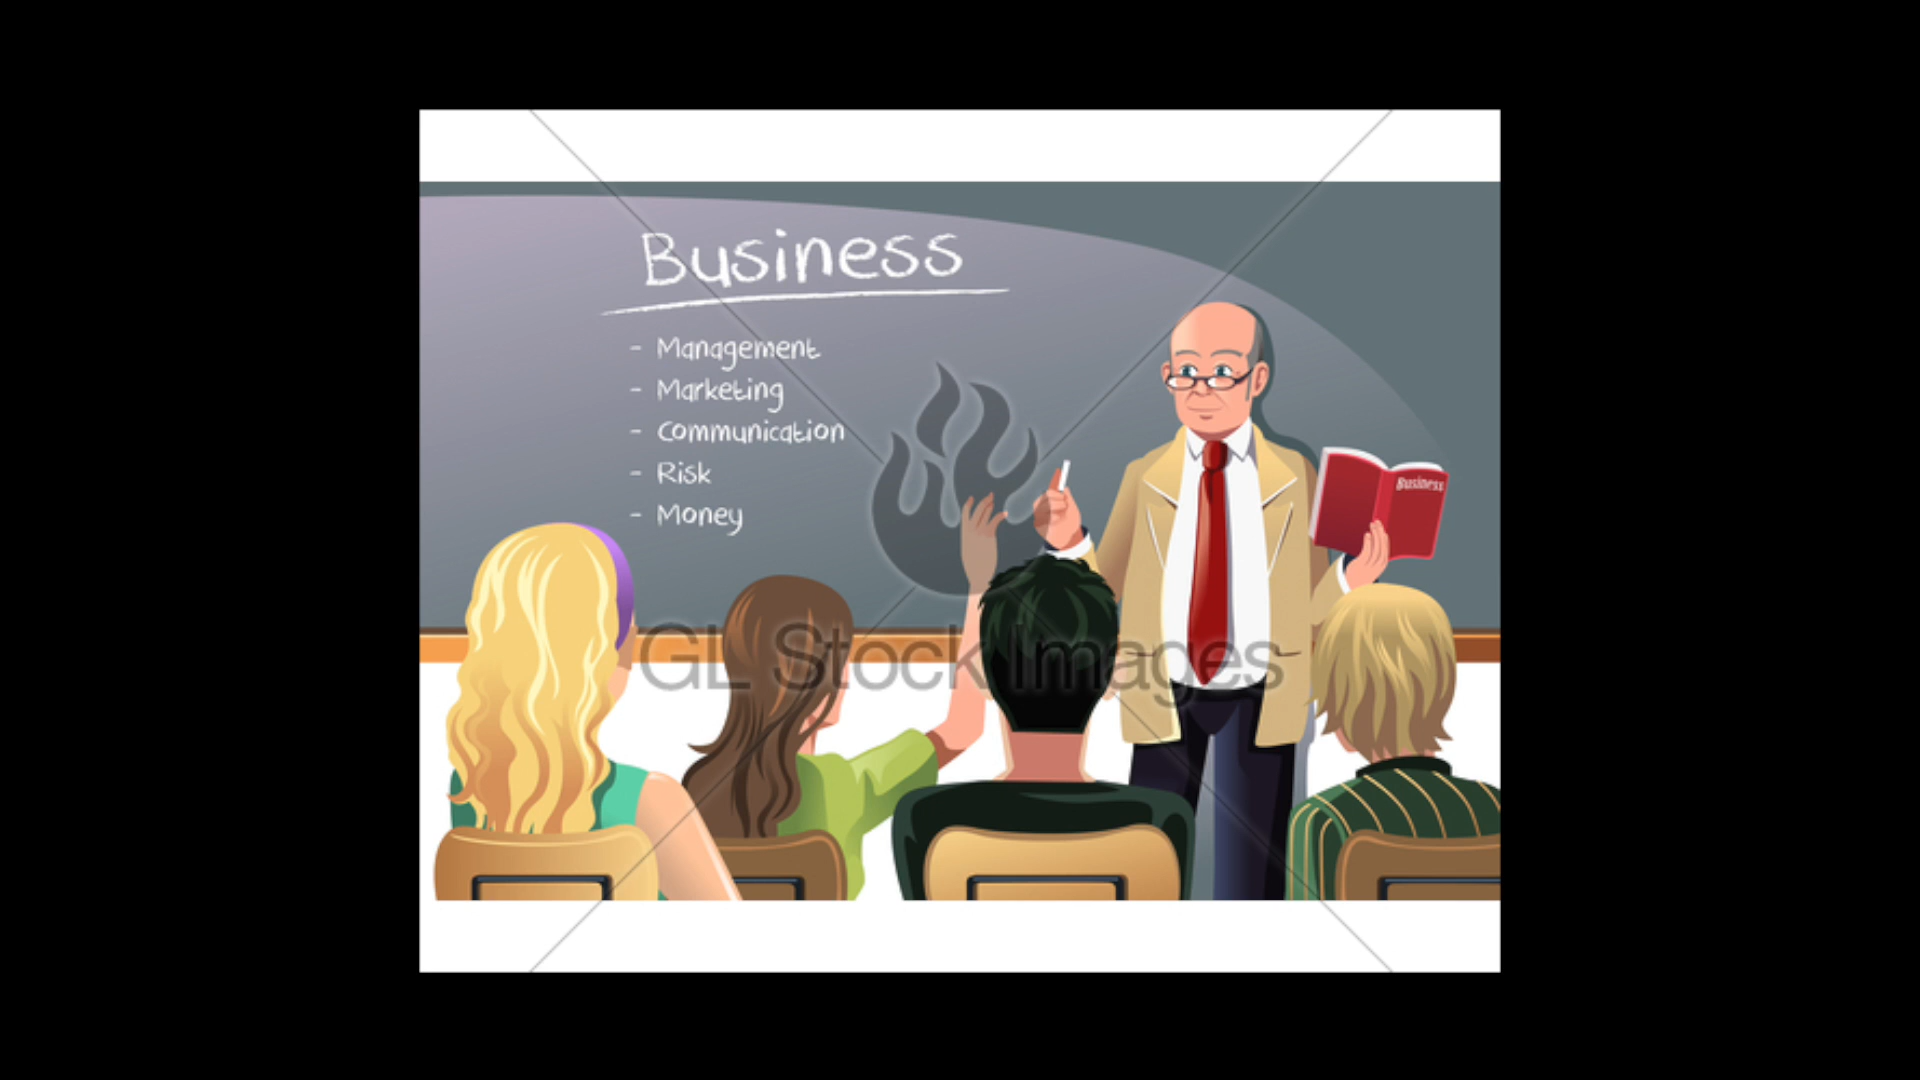 Business
- Management
- Marketing
- Communication
- Risk
- Money
Business
GL Stock Images